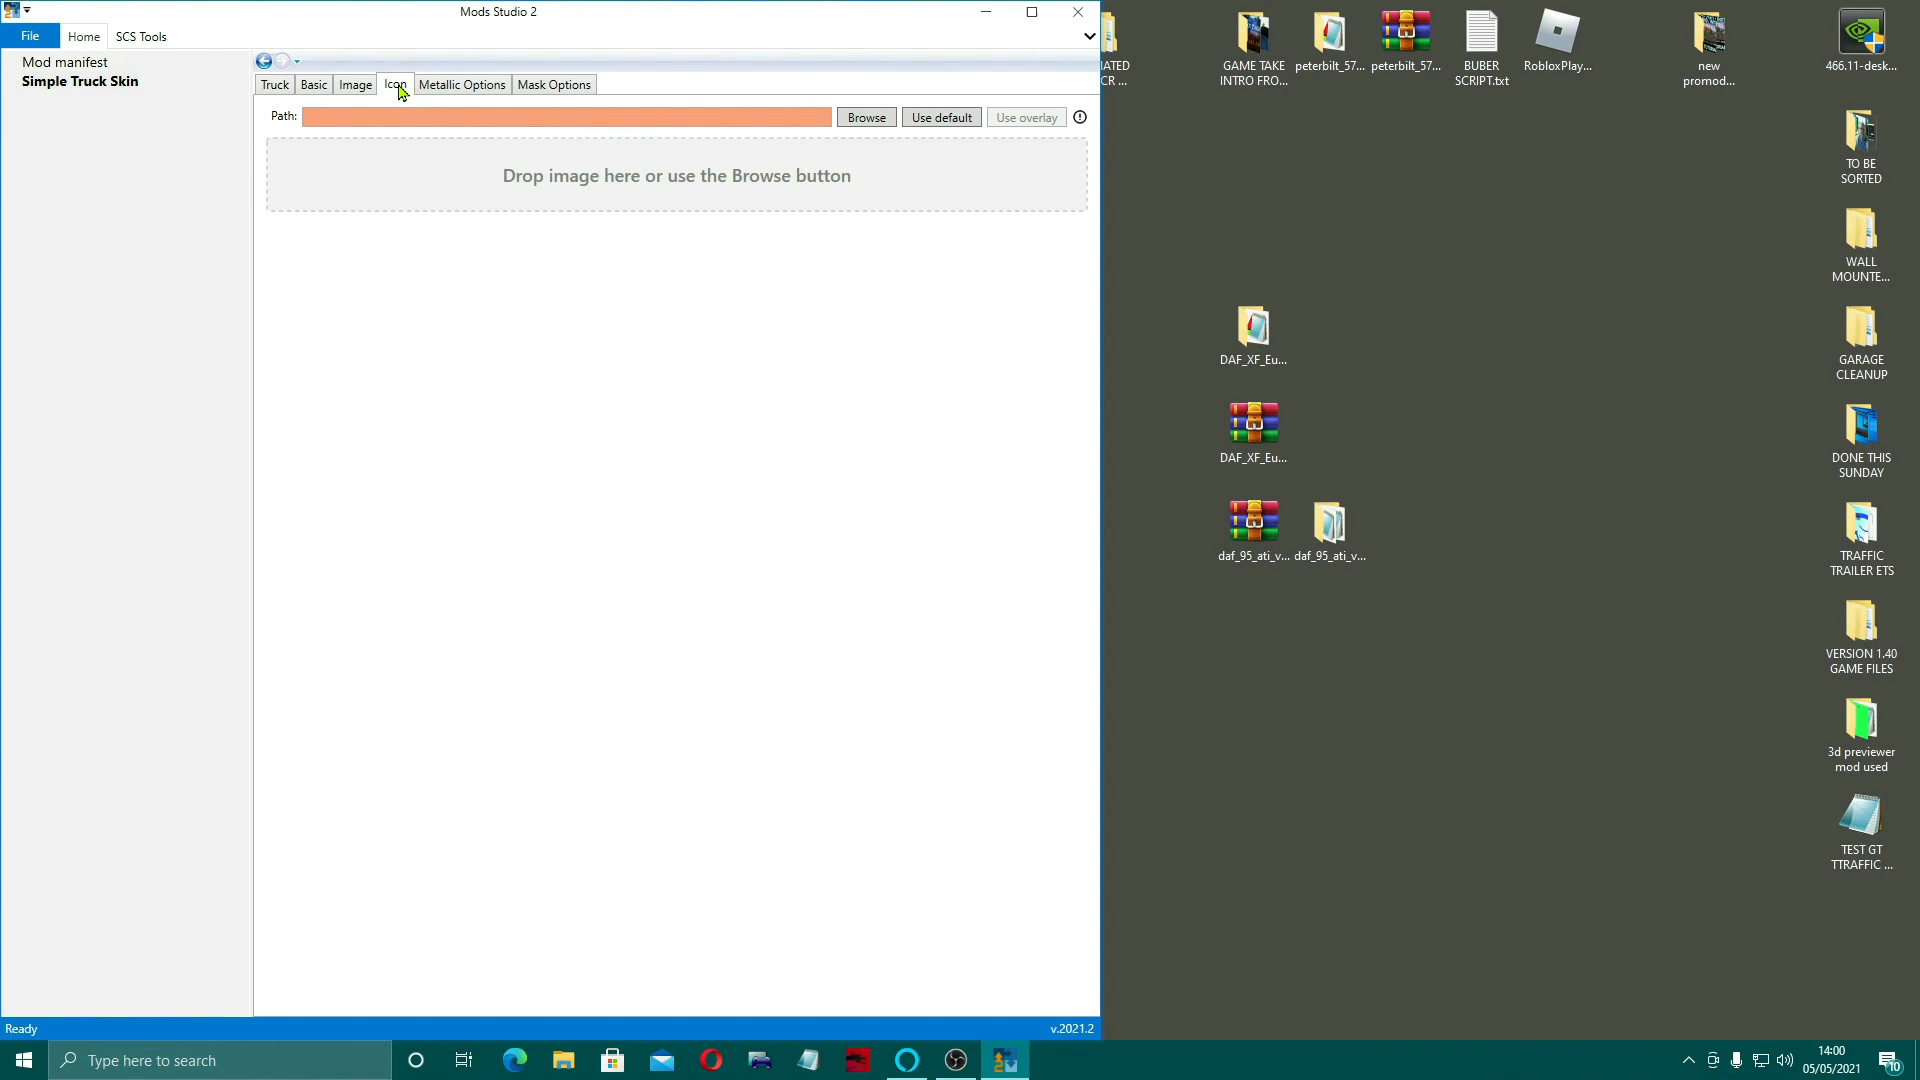 Mods Studio 2
File
Home
SCS Tools
Mod manifest
Simple Truck Skin
Truck
Basic
Image
Icon
Metallic Options
Mask Options
Path:
Browse
Use default
Use overlay
Drop image here or use the Browse button
Ready
v.2021.2
IATED
CR ...
GAME TAKE
INTRO FRO...
peterbilt_57...
peterbilt_57...
BUBER
SCRIPT.txt
RobloxPlay...
new
promod...
466.11-desk...
TO BE
SORTED
WALL
MOUNTE...
DAF_XF_Eu...
GARAGE
CLEANUP
DAF_XF_Eu...
DONE THIS
SUNDAY
daf_95_ati_v...
daf_95_ati_v...
TRAFFIC
TRAILER ETS
VERSION 1.40
GAME FILES
3d previewer
mod used
TEST GT
TTRAFFIC ...
Type here to search
14:00
05/05/2021
10